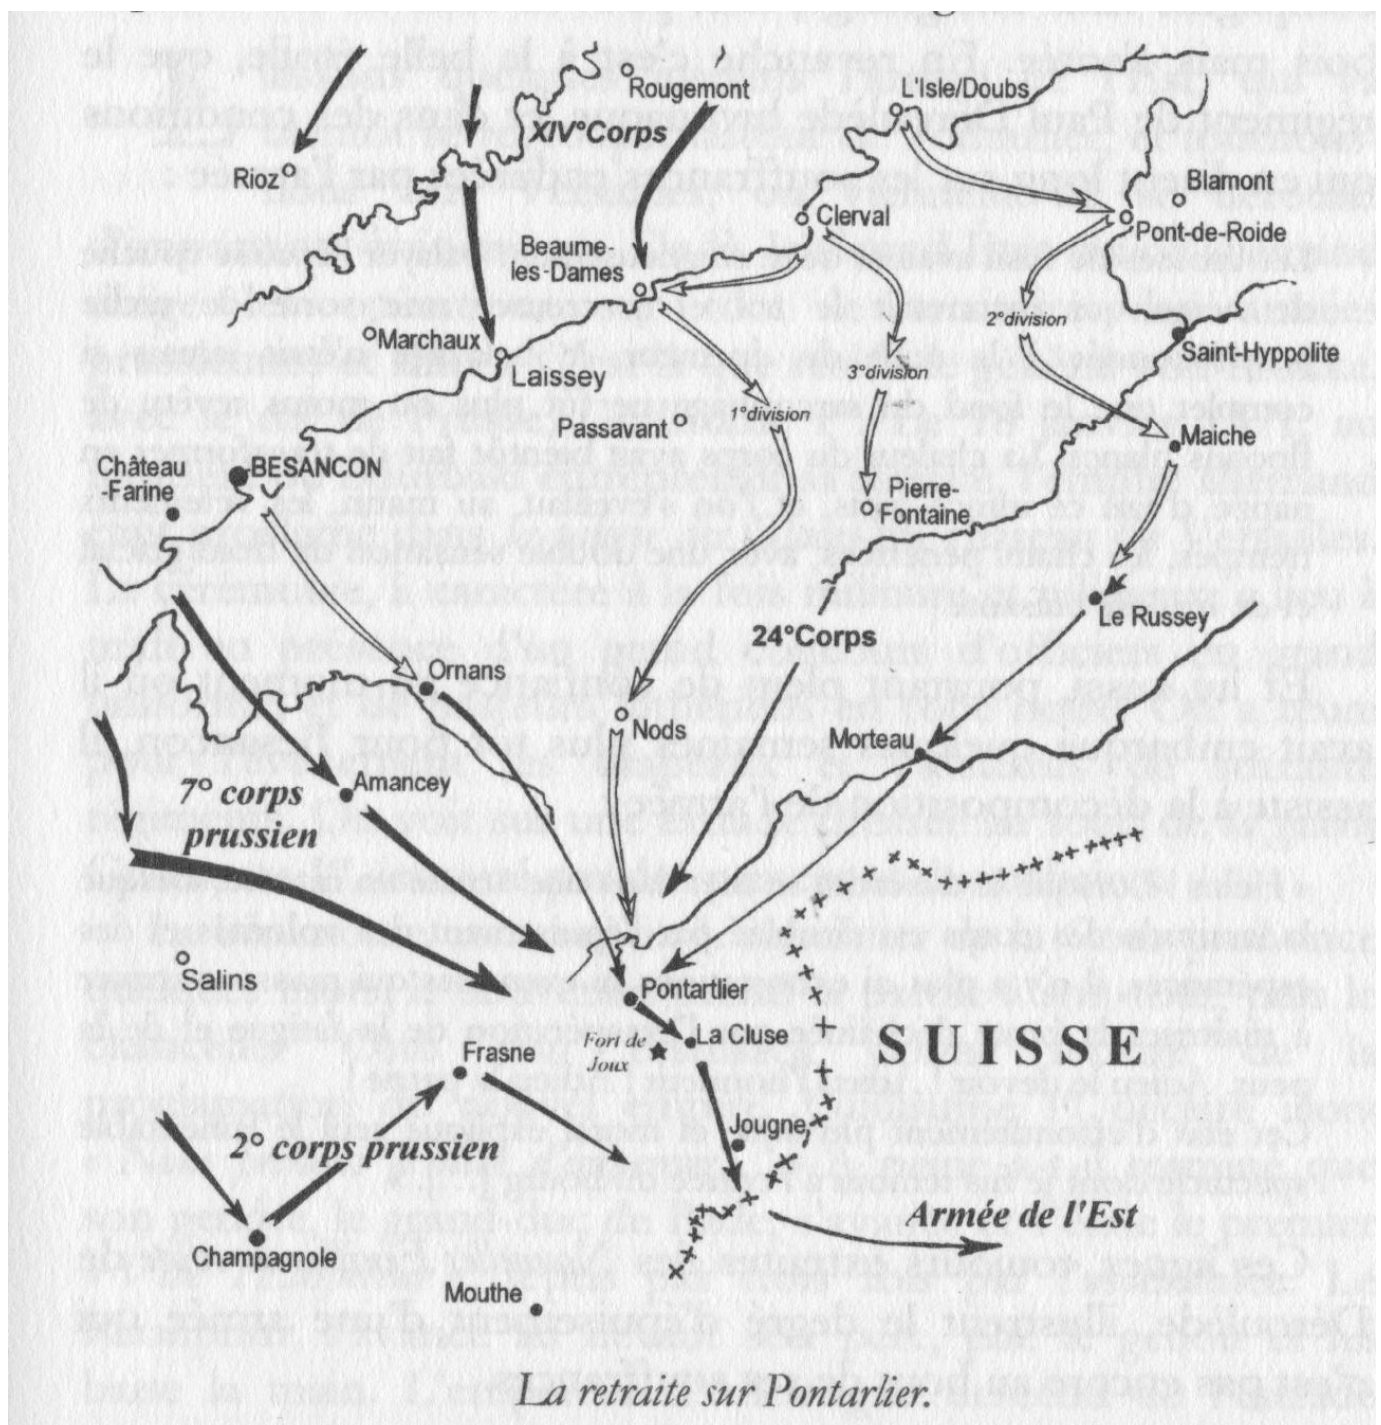 Rougemont
L'Isle/Doubs
XIV°Corps
Rioz
Blamont
Clerval
Pont-de-Roide
Beaume-
les-Dames
2°division
Marchaux
Saint-Hyppolite
Laissey
3°division
1°division
Passavant
Maiche
Château
-Farine
BESANCON
Pierre-
Fontaine
Le Russey
24°Corps
Ornans
Nods
Morteau
Amancey
7° corps
prussien
Salins
Pontartlier
Fort de
Joux
La Cluse
SUISSE
Frasne
Jougne
2° corps prussien
Armée de l'Est
Champagnole
Mouthe
La retraite sur Pontarlier.